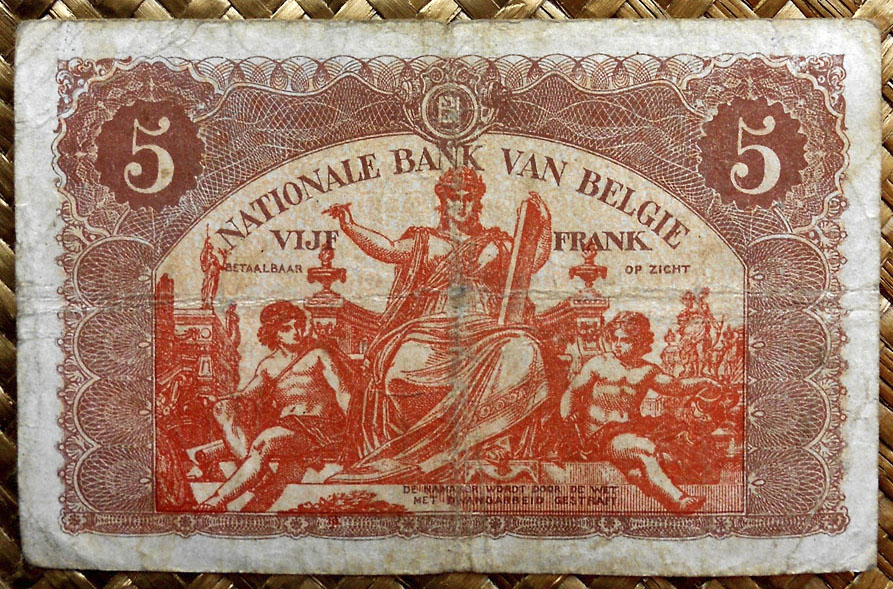 5 5
NATIONALE BANK VAN BELGIE
VIJF FRANK
BETAALBAAR OP ZICHT
DE NAMAKER WORDT DOOR DE WET
MET DWANGARBEID GESTRAFT